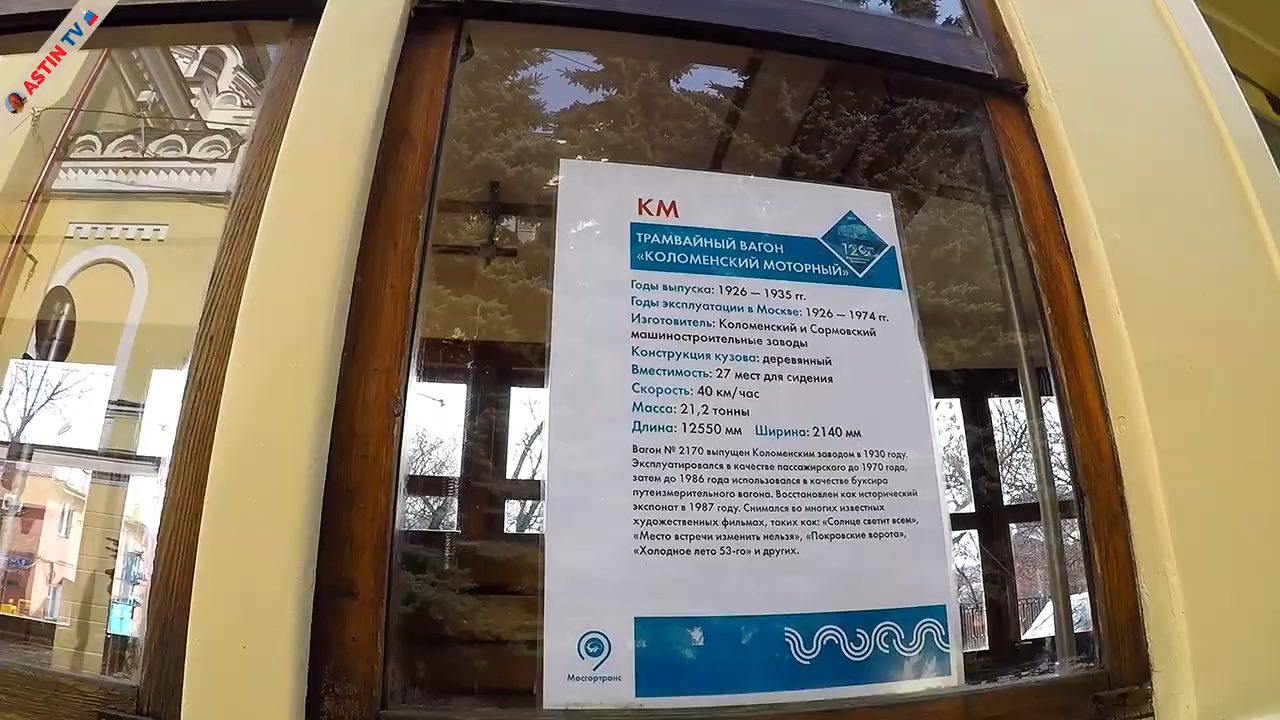 ASTIN TV
КМ
ТРАМВАЙНЫЙ ВАГОН
«КОЛОМЕНСКИЙ МОТОРНЫЙ»
120
Годы выпуска: 1926 — 1935 гг.
Годы эксплуатации в Москве: 1926 — 1974 гг.
Изготовитель: Коломенский и Сормовский
машиностроительные заводы
Конструкция кузова: деревянный
Вместимость: 27 мест для сидения
Скорость: 40 км/час
Масса: 21,2 тонны
Длина: 12550 мм Ширина: 2140 мм
Вагон № 2170 выпущен Коломенским заводом в 1930 году.
Эксплуатировался в качестве пассажирского до 1970 года,
затем до 1986 года использовался в качестве буксира
путеизмерительного вагона. Восстановлен как исторический
экспонат в 1987 году. Снимался во многих известных
художественных фильмах, таких как: «Солнце светит всем»,
«Место встречи изменить нельзя», «Покровские ворота»,
«Холодное лето 53-го» и других.
Мосгортранс